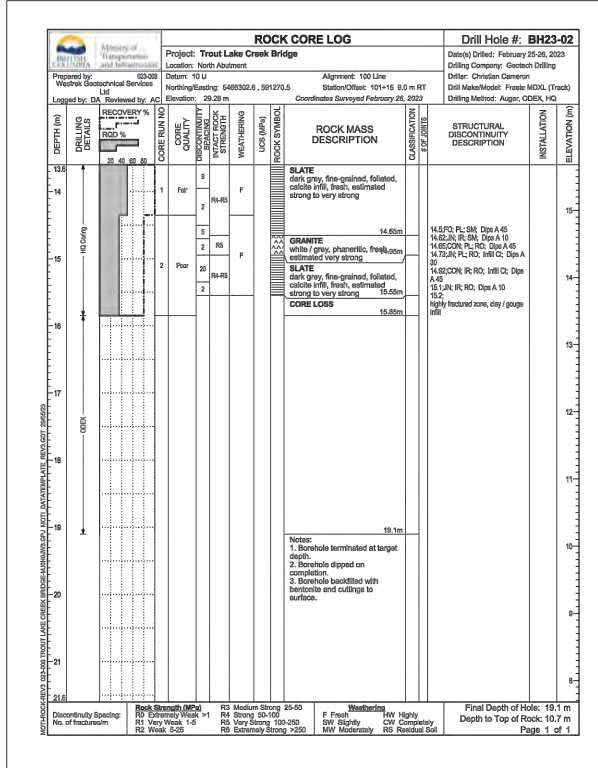 BRITISH COLUMBIA
Ministry of Transportation and Infrastructure
ROCK CORE LOG
Drill Hole #: BH23-02
Project: Trout Lake Creek Bridge
Location: North Abutment
Date(s) Drilled: February 25-26, 2023
Drilling Company: Geotech Drilling
Prepared by: 023-003
Westrek Geotechnical Services Ltd
Logged by: DA Reviewed by: AC
Datum: 10 U
Alignment: 100 Line
Northing/Easting: 5466302.6 , 591270.5
Station/Offset: 101+15 9.0 m RT
Elevation: 29.28 m
Coordinates Surveyed February 26, 2023
Driller: Christian Cameron
Drill Make/Model: Fraste MDXL (Track)
Drilling Method: Auger, ODEX, HQ
DEPTH (m)
DRILLING DETAILS
RECOVERY %
RQD %
20 40 60 80
CORE RUN NO
CORE QUALITY
DISCONTINUITY SPACING
INTACT ROCK STRENGTH
WEATHERING
UCS (MPa)
ROCK SYMBOL
ROCK MASS DESCRIPTION
CLASSIFICATION
# OF JOINTS
STRUCTURAL DISCONTINUITY DESCRIPTION
INSTALLATION
ELEVATION (m)
13.6
14
15
16
17
18
19
20
21
21.6
HQ Coring
ODEX
1 Fair
9
2
R4-R5
F
5
2 Poor
2
R5
20
R4-R5
2
F
SLATE
dark grey, fine-grained, foliated,
calcite infill, fresh, estimated
strong to very strong
14.65m
GRANITE
white / grey, phaneritic, fresh,
14.95m
estimated very strong
SLATE
dark grey, fine-grained, foliated,
calcite infill, fresh, estimated
strong to very strong
15.55m
CORE LOSS
15.85m
19.1m
Notes:
1. Borehole terminated at target
depth.
2. Borehole dipped on
completion.
3. Borehole backfilled with
bentonite and cuttings to
surface.
14.5;FO; PL; SM; Dips A 45
14.62;JN; IR; SM; Dips A 10
14.65;CON; PL; RO; Dips A 45
14.73;JN; PL; RO; Infill Cl; Dips A
30
14.92;CON; IR; RO; Infill Cl; Dips
A 45
15.1;JN; IR; RO; Dips A 10
15.2;
highly fractured zone, clay / gouge
infill
15
14
13
12
11
10
9
8
Discontinuity Spacing:
No. of fractures/m
Rock Strength (MPa)
R0 Extremely Weak >1
R1 Very Weak 1-5
R2 Weak 5-25
R3 Medium Strong 25-50
R4 Strong 50-100
R5 Very Strong 100-250
R6 Extremely Strong >250
Weathering
F Fresh
SW Slightly
MW Moderately
HW Highly
CW Completely
RS Residual Soil
Final Depth of Hole: 19.1 m
Depth to Top of Rock: 10.7 m
Page 1 of 1